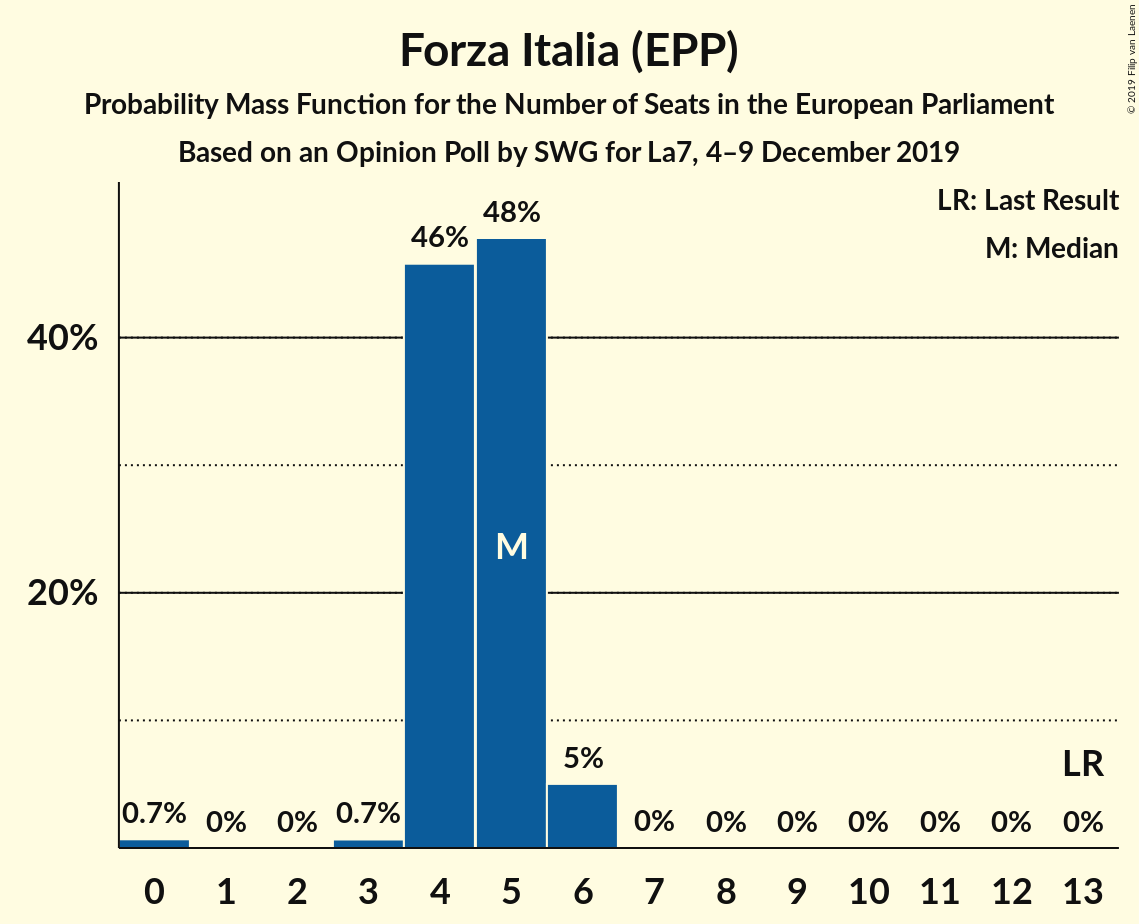 Forza Italia (EPP)
Probability Mass Function for the Number of Seats in the European Parliament
Based on an Opinion Poll by SWG for La7, 4–9 December 2019
© 2019 Filip van Laenen
LR: Last Result
M: Median
48%
46%
40%
M
20%
5%
LR
0.7% 0% 0% 0.7% 0% 0% 0% 0% 0% 0% 0%
0 1 2 3 4 5 6 7 8 9 10 11 12 13